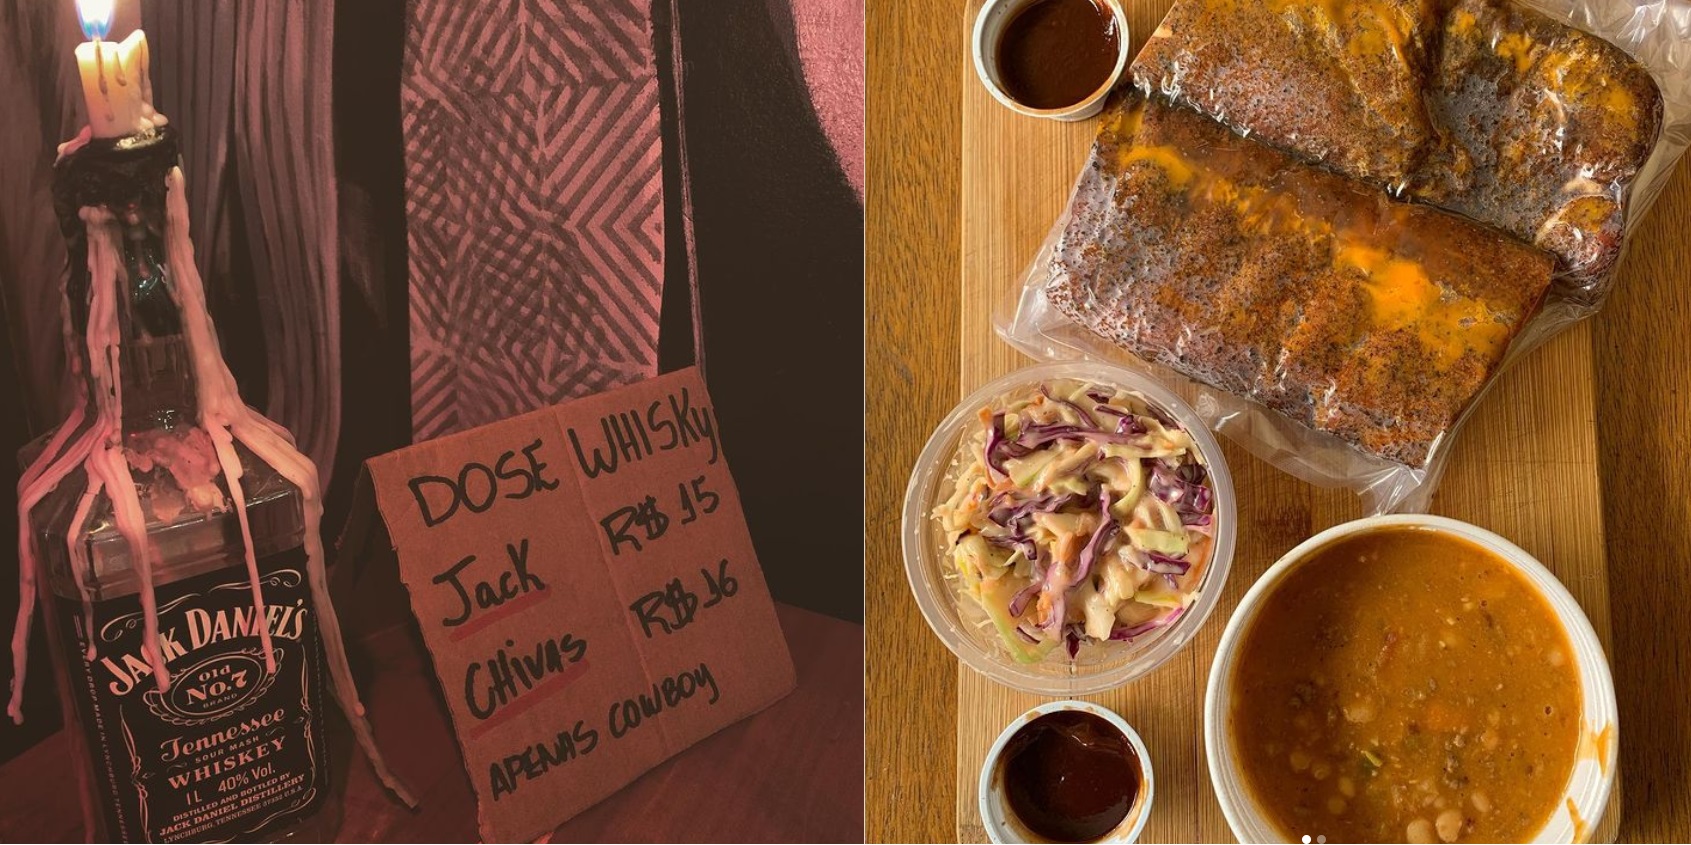 DOSE WHISKY
Jack R$ 15
CHivas R$ 16
APENAS COWBOY
JACK DANIEL'S
Old
No.7
BRAND
Tennessee
SOUR MASH
WHISKEY
1L 40% Vol.
DISTILLED AND BOTTLED BY
JACK DANIEL DISTILLERY
LYNCHBURG, TENNESSEE 37352 U.S.A.